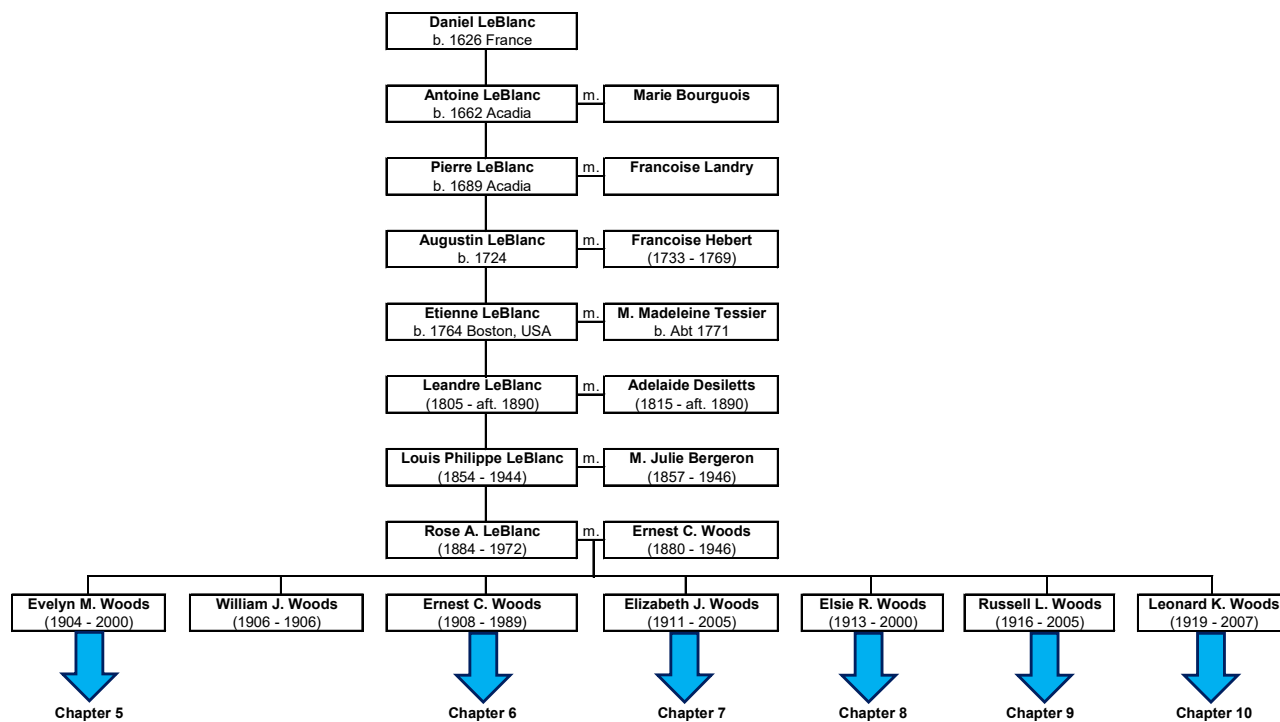 Daniel LeBlanc
b. 1626 France
Antoine LeBlanc
b. 1662 Acadia
m.
Marie Bourguois
Pierre LeBlanc
b. 1689 Acadia
m.
Francoise Landry
Augustin LeBlanc
b. 1724
m.
Francoise Hebert
(1733 - 1769)
Etienne LeBlanc
b. 1764 Boston, USA
m.
M. Madeleine Tessier
b. Abt 1771
Leandre LeBlanc
(1805 - aft. 1890)
m.
Adelaide Desiletts
(1815 - aft. 1890)
Louis Philippe LeBlanc
(1854 - 1944)
m.
M. Julie Bergeron
(1857 - 1946)
Rose A. LeBlanc
(1884 - 1972)
m.
Ernest C. Woods
(1880 - 1946)
Evelyn M. Woods
(1904 - 2000)
William J. Woods
(1906 - 1906)
Ernest C. Woods
(1908 - 1989)
Elizabeth J. Woods
(1911 - 2005)
Elsie R. Woods
(1913 - 2000)
Russell L. Woods
(1916 - 2005)
Leonard K. Woods
(1919 - 2007)
Chapter 5
Chapter 6
Chapter 7
Chapter 8
Chapter 9
Chapter 10